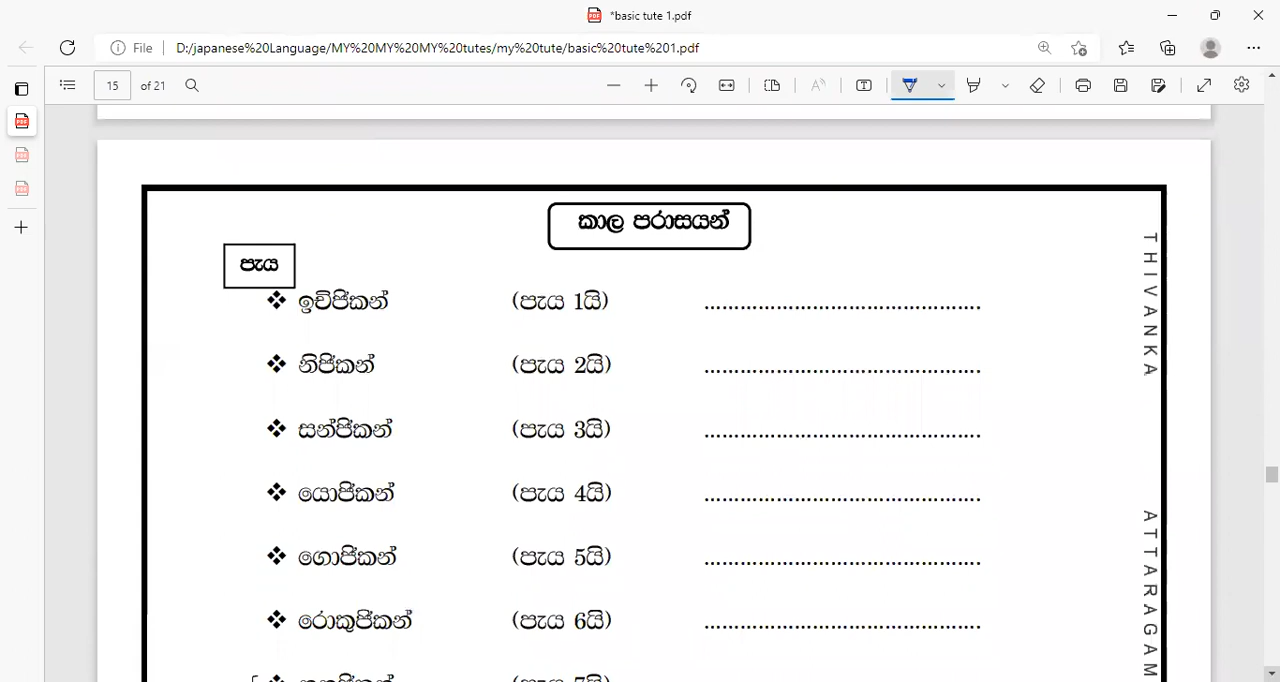 *basic tute 1.pdf
File D:/japanese%20Language/MY%20MY%20MY%20tutes/my%20tute/basic%20tute%201.pdf
15 of 21
කාල පරාසයන්
පැය
❖ ඉචිජිකන් (පැය 1යි) ................................................
❖ නිජිකන් (පැය 2යි) ................................................
❖ සන්ජිකන් (පැය 3යි) ................................................
❖ යොජිකන් (පැය 4යි) ................................................
❖ ගොජිකන් (පැය 5යි) ................................................
❖ රොකුජිකන් (පැය 6යි) ................................................
THIVANKA
ATTARAGAM